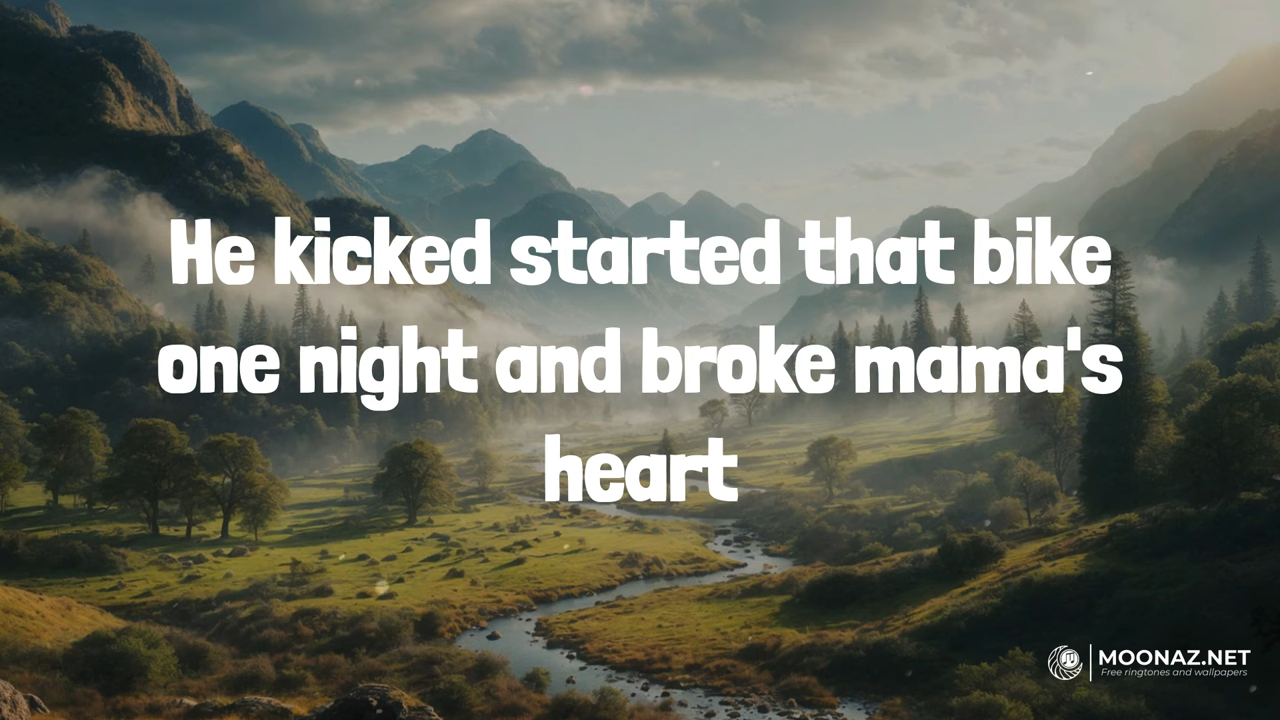 He kicked started that bike
one night and broke mama's
heart
MOONAZ.NET
Free ringtones and wallpapers